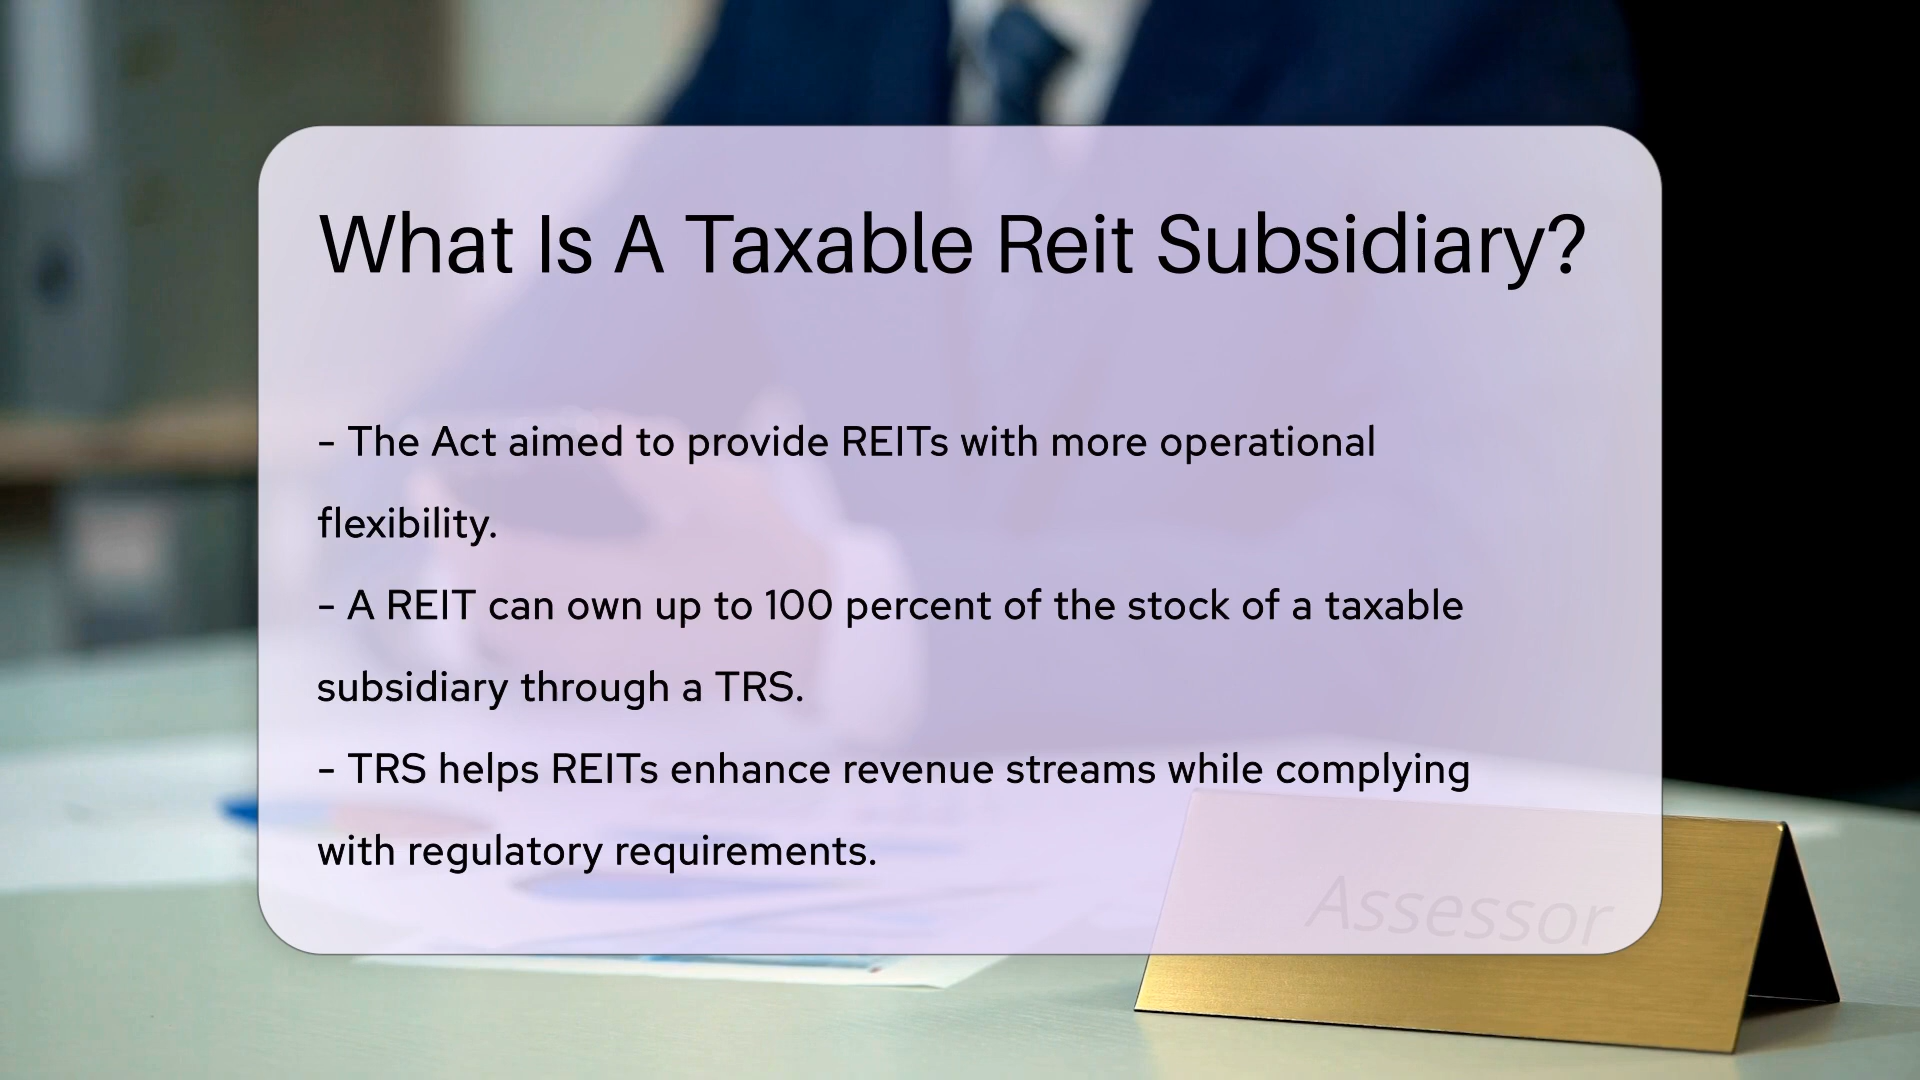 What Is A Taxable Reit Subsidiary?
- The Act aimed to provide REITs with more operational
flexibility.
- A REIT can own up to 100 percent of the stock of a taxable
subsidiary through a TRS.
- TRS helps REITs enhance revenue streams while complying
with regulatory requirements.
Assessor